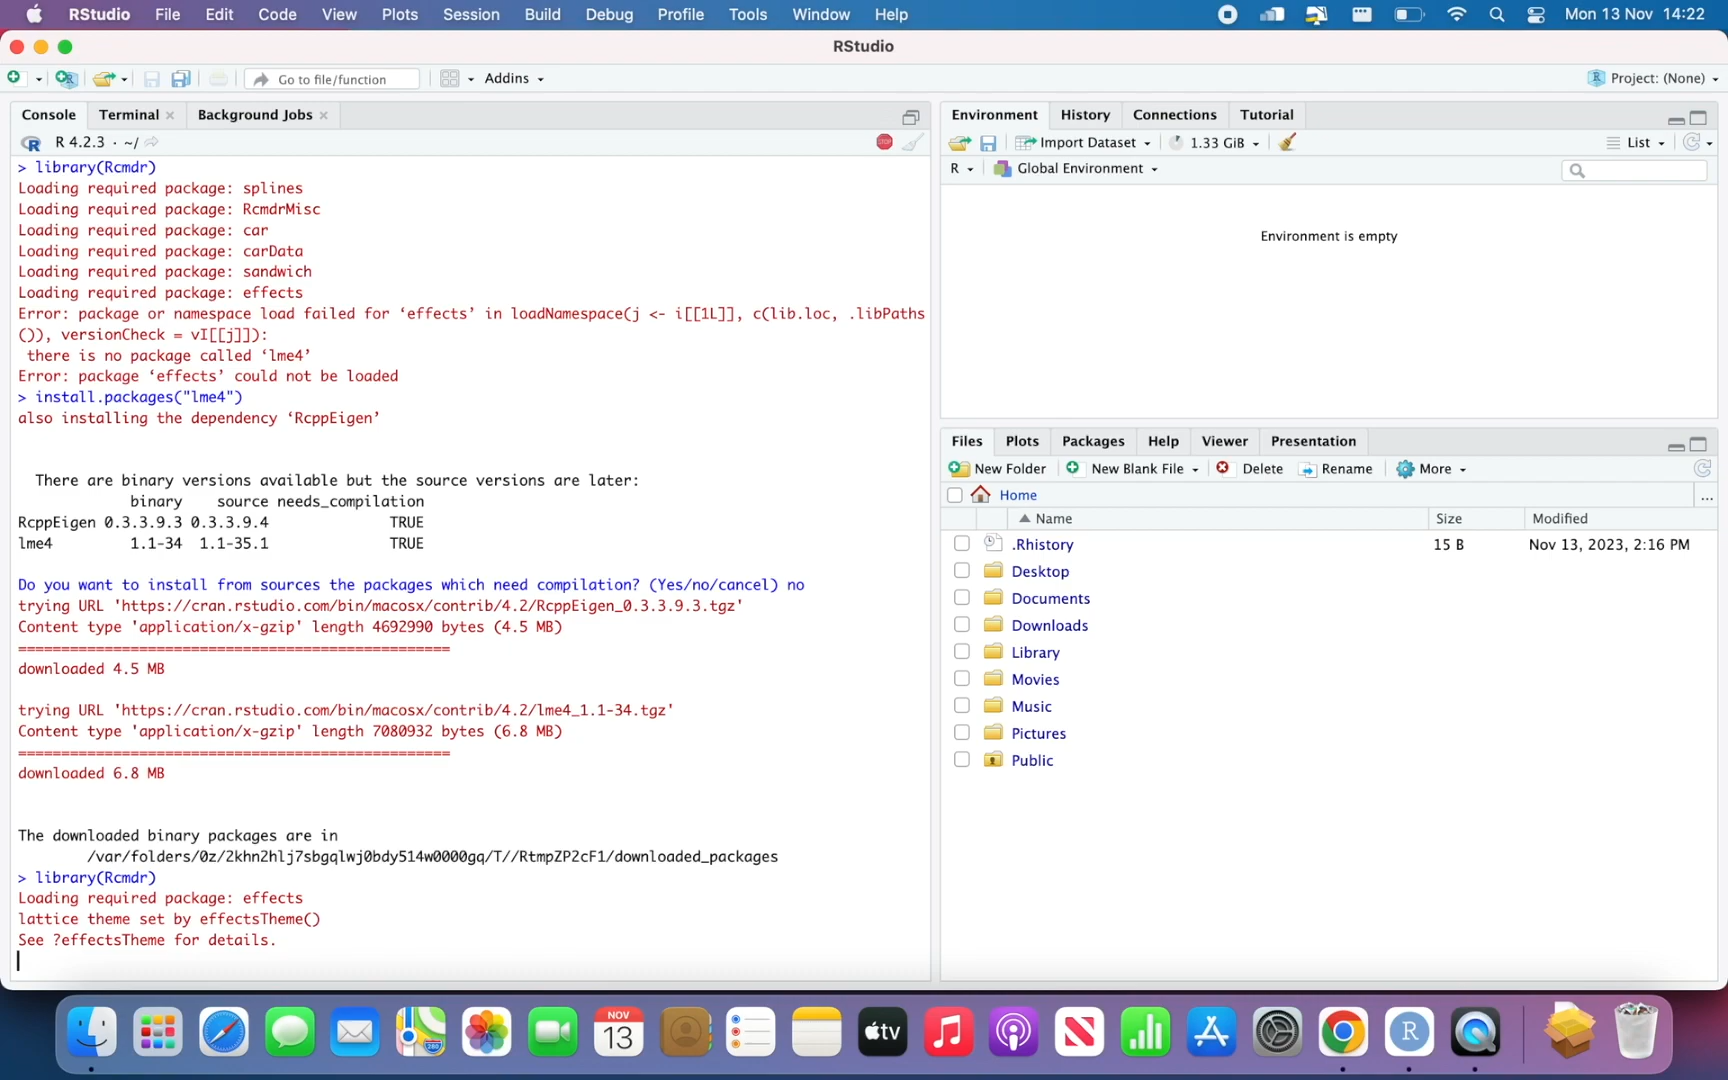 RStudio File Edit Code View Plots Session Build Debug Profile Tools Window Help Mon 13 Nov 14:22
RStudio
Go to file/function Addins Project: (None)
Console Terminal Background Jobs
R 4.2.3 · ~/
> library(Rcmdr)
Loading required package: splines
Loading required package: RcmdrMisc
Loading required package: car
Loading required package: carData
Loading required package: sandwich
Loading required package: effects
Error: package or namespace load failed for ‘effects’ in loadNamespace(j <- i[[1L]], c(lib.loc, .libPaths
()), versionCheck = vI[[j]]):
there is no package called ‘lme4’
Error: package ‘effects’ could not be loaded
> install.packages("lme4")
also installing the dependency ‘RcppEigen’
There are binary versions available but the source versions are later:
binary source needs_compilation
RcppEigen 0.3.3.9.3 0.3.3.9.4 TRUE
lme4 1.1-34 1.1-35.1 TRUE
Do you want to install from sources the packages which need compilation? (Yes/no/cancel) no
trying URL 'https://cran.rstudio.com/bin/macosx/contrib/4.2/RcppEigen_0.3.3.9.3.tgz'
Content type 'application/x-gzip' length 4692990 bytes (4.5 MB)
==================================================
downloaded 4.5 MB
trying URL 'https://cran.rstudio.com/bin/macosx/contrib/4.2/lme4_1.1-34.tgz'
Content type 'application/x-gzip' length 7080932 bytes (6.8 MB)
==================================================
downloaded 6.8 MB
The downloaded binary packages are in
/var/folders/0z/2khn2hlj7sbgqlwj0bdy514w0000gq/T//RtmpZP2cF1/downloaded_packages
> library(Rcmdr)
Loading required package: effects
lattice theme set by effectsTheme()
See ?effectsTheme for details.
Environment History Connections Tutorial
Import Dataset 1.33 GiB List
R Global Environment
Environment is empty
Files Plots Packages Help Viewer Presentation
New Folder New Blank File Delete Rename More
Home ...
Name Size Modified
.Rhistory 15 B Nov 13, 2023, 2:16 PM
Desktop
Documents
Downloads
Library
Movies
Music
Pictures
Public
NOV
13
tv
R